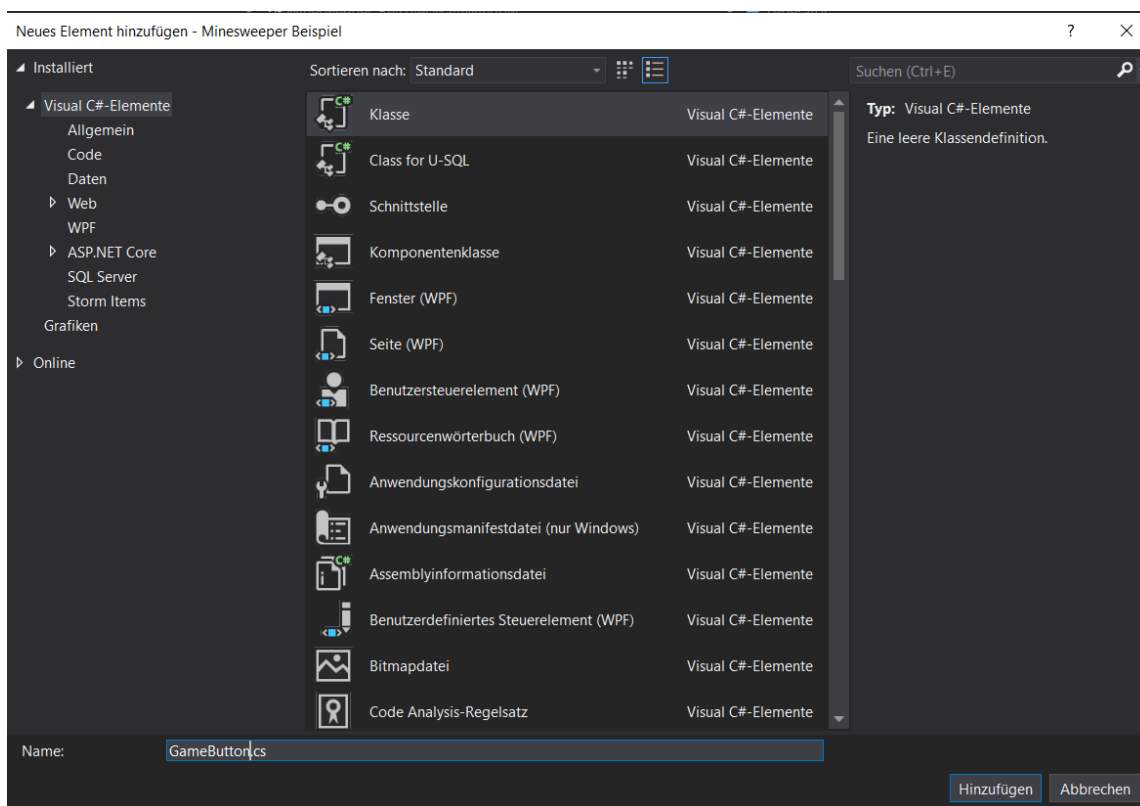 Neues Element hinzufügen - Minesweeper Beispiel
?
Installiert
Visual C#-Elemente
Allgemein
Code
Daten
Web
WPF
ASP.NET Core
SQL Server
Storm Items
Grafiken
Online
Sortieren nach: Standard
Suchen (Ctrl+E)
C# Klasse Visual C#-Elemente
C# Class for U-SQL Visual C#-Elemente
Schnittstelle Visual C#-Elemente
Komponentenklasse Visual C#-Elemente
Fenster (WPF) Visual C#-Elemente
Seite (WPF) Visual C#-Elemente
Benutzersteuerelement (WPF) Visual C#-Elemente
Ressourcenwörterbuch (WPF) Visual C#-Elemente
Anwendungskonfigurationsdatei Visual C#-Elemente
Anwendungsmanifestdatei (nur Windows) Visual C#-Elemente
C# Assemblyinformationsdatei Visual C#-Elemente
Benutzerdefiniertes Steuerelement (WPF) Visual C#-Elemente
Bitmapdatei Visual C#-Elemente
Code Analysis-Regelsatz Visual C#-Elemente
Typ: Visual C#-Elemente
Eine leere Klassendefinition.
Name: GameButton.cs
Hinzufügen Abbrechen